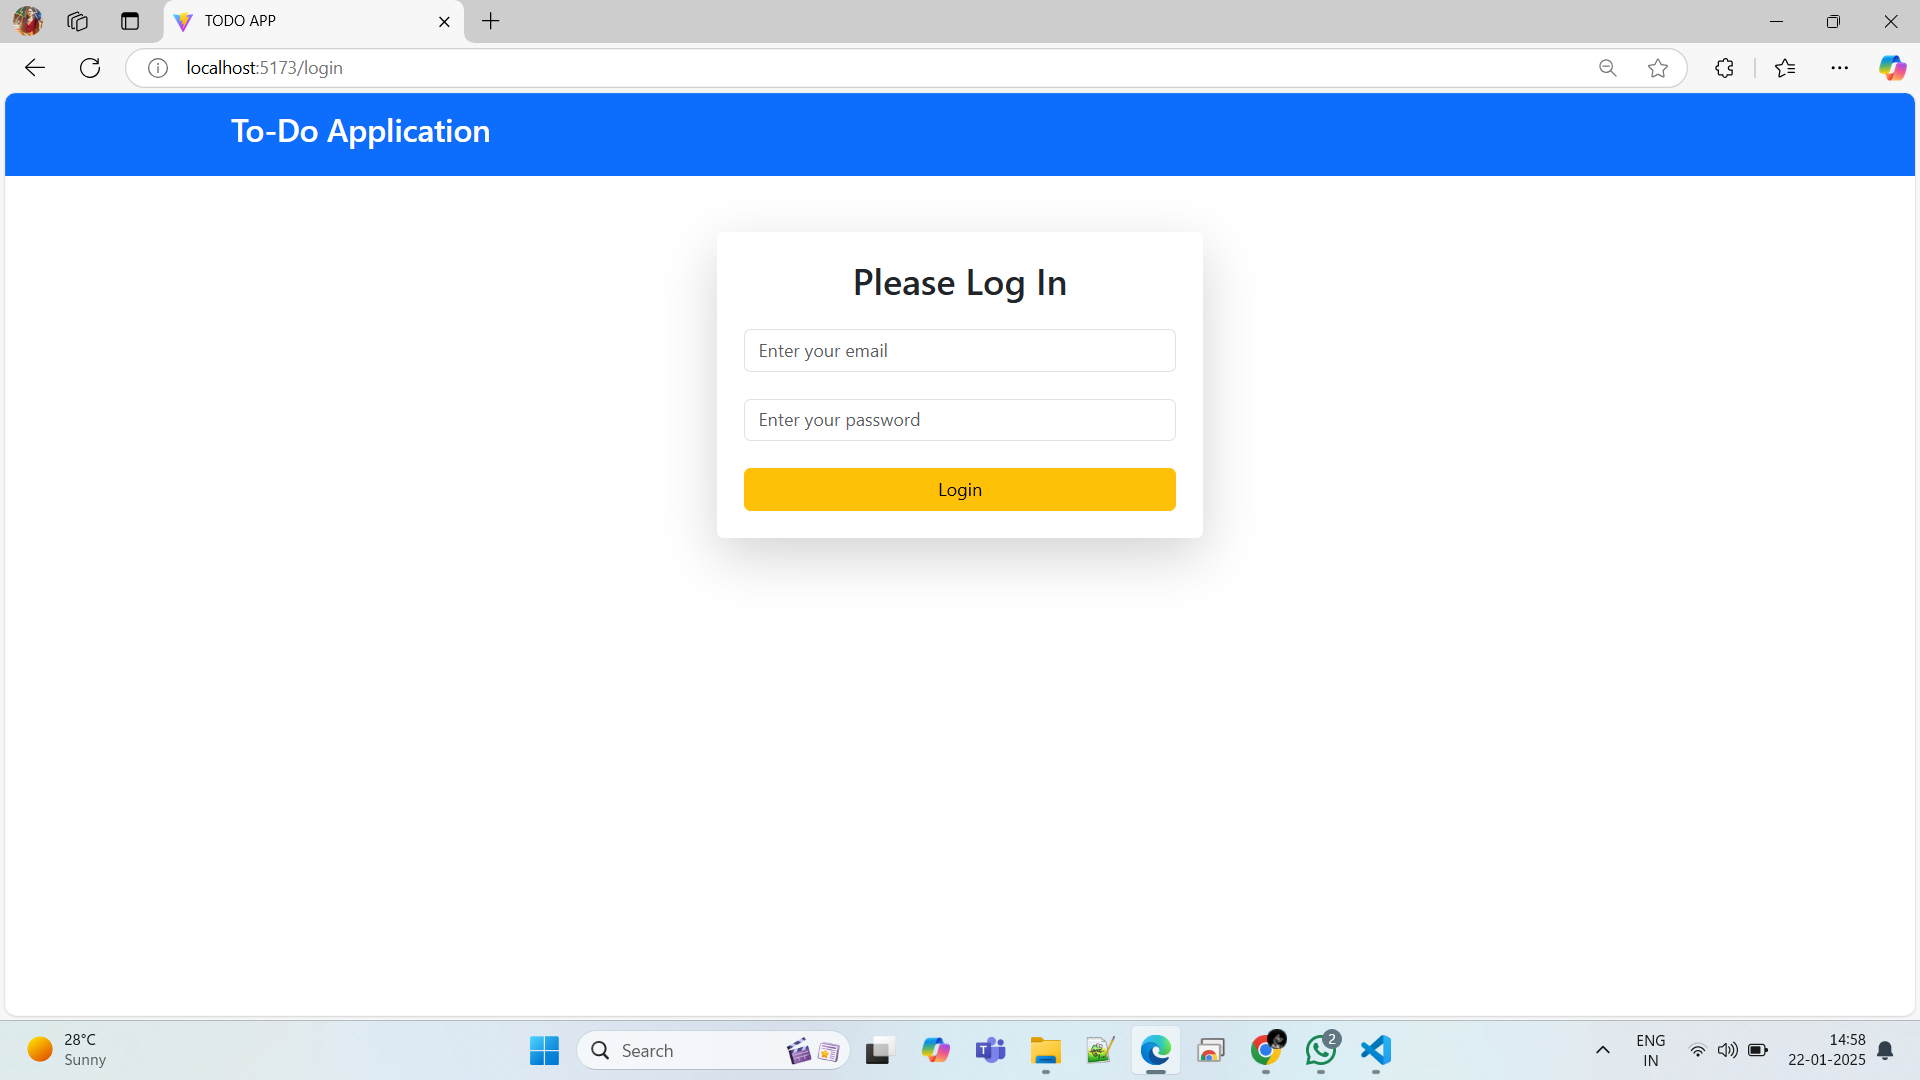 TODO APP
localhost:5173/login
To-Do Application
Please Log In
Enter your email
Enter your password
Login
28°C
Sunny
Search
2
ENG
IN
14:58
22-01-2025